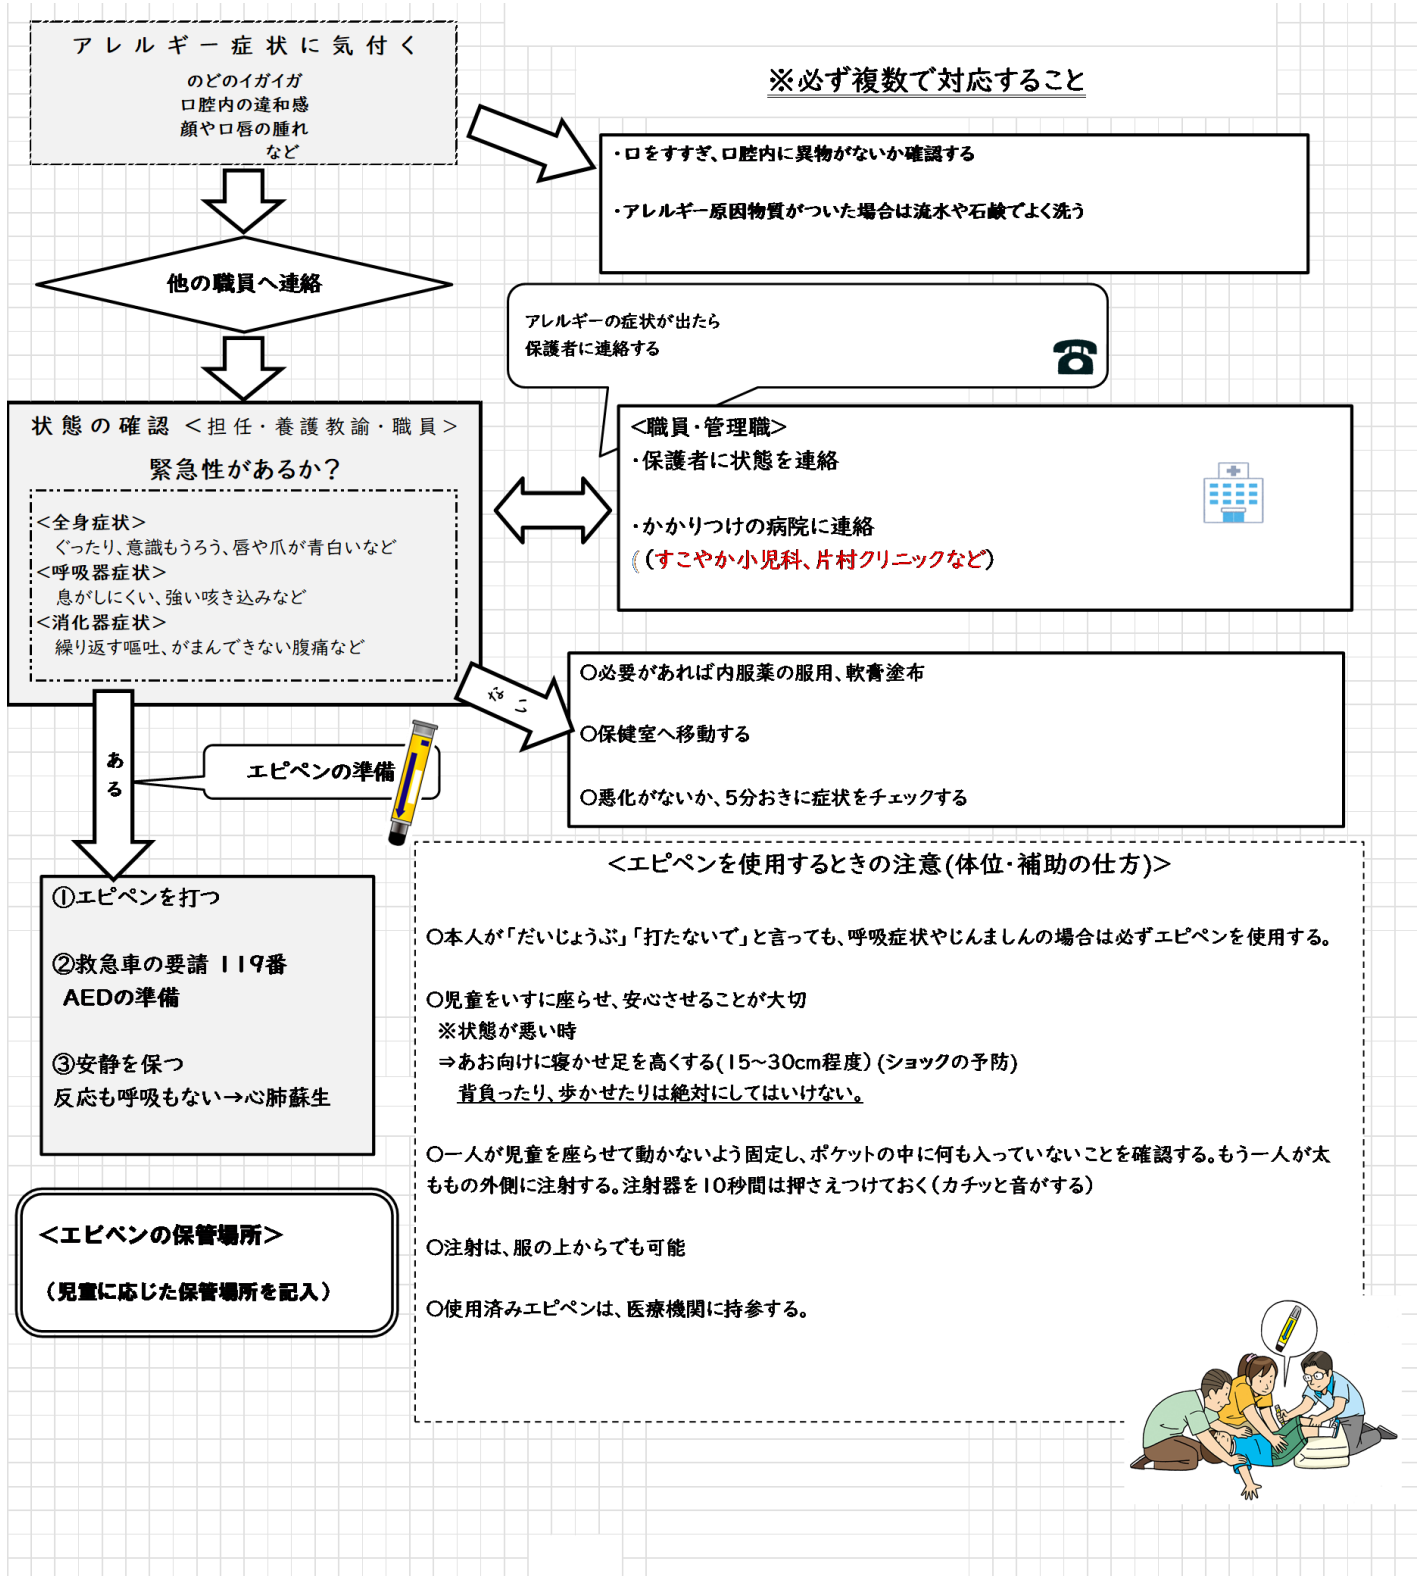 アレルギー症状に気付く
のどのイガイガ
口腔内の違和感
顔や口唇の腫れ
など
※必ず複数で対応すること
・口をすすぎ、口腔内に異物がないか確認する
・アレルギー原因物質がついた場合は流水や石鹸でよく洗う
他の職員へ連絡
アレルギーの症状が出たら
保護者に連絡する
状態の確認 <担任・養護教諭・職員>
緊急性があるか?
<全身症状>
ぐったり、意識もうろう、唇や爪が青白いなど
<呼吸器症状>
息がしにくい、強い咳き込みなど
<消化器症状>
繰り返す嘔吐、がまんできない腹痛など
<職員・管理職>
・保護者に状態を連絡
・かかりつけの病院に連絡
((すこやか小児科、片村クリニックなど)
なし
○必要があれば内服薬の服用、軟膏塗布
○保健室へ移動する
○悪化がないか、5分おきに症状をチェックする
ある
エピペンの準備
①エピペンを打つ
②救急車の要請 119番
AEDの準備
③安静を保つ
反応も呼吸もない→心肺蘇生
<エピペンの保管場所>
(児童に応じた保管場所を記入)
<エピペンを使用するときの注意(体位・補助の仕方)>
○本人が「だいじょうぶ」「打たないで」と言っても、呼吸症状やじんましんの場合は必ずエピペンを使用する。
○児童をいすに座らせ、安心させることが大切
※状態が悪い時
⇒あお向けに寝かせ足を高くする(15~30cm程度)(ショックの予防)
背負ったり、歩かせたりは絶対にしてはいけない。
○一人が児童を座らせて動かないよう固定し、ポケットの中に何も入っていないことを確認する。もう一人が太
ももの外側に注射する。注射器を10秒間は押さえつけておく(カチッと音がする)
○注射は、服の上からでも可能
○使用済みエピペンは、医療機関に持参する。